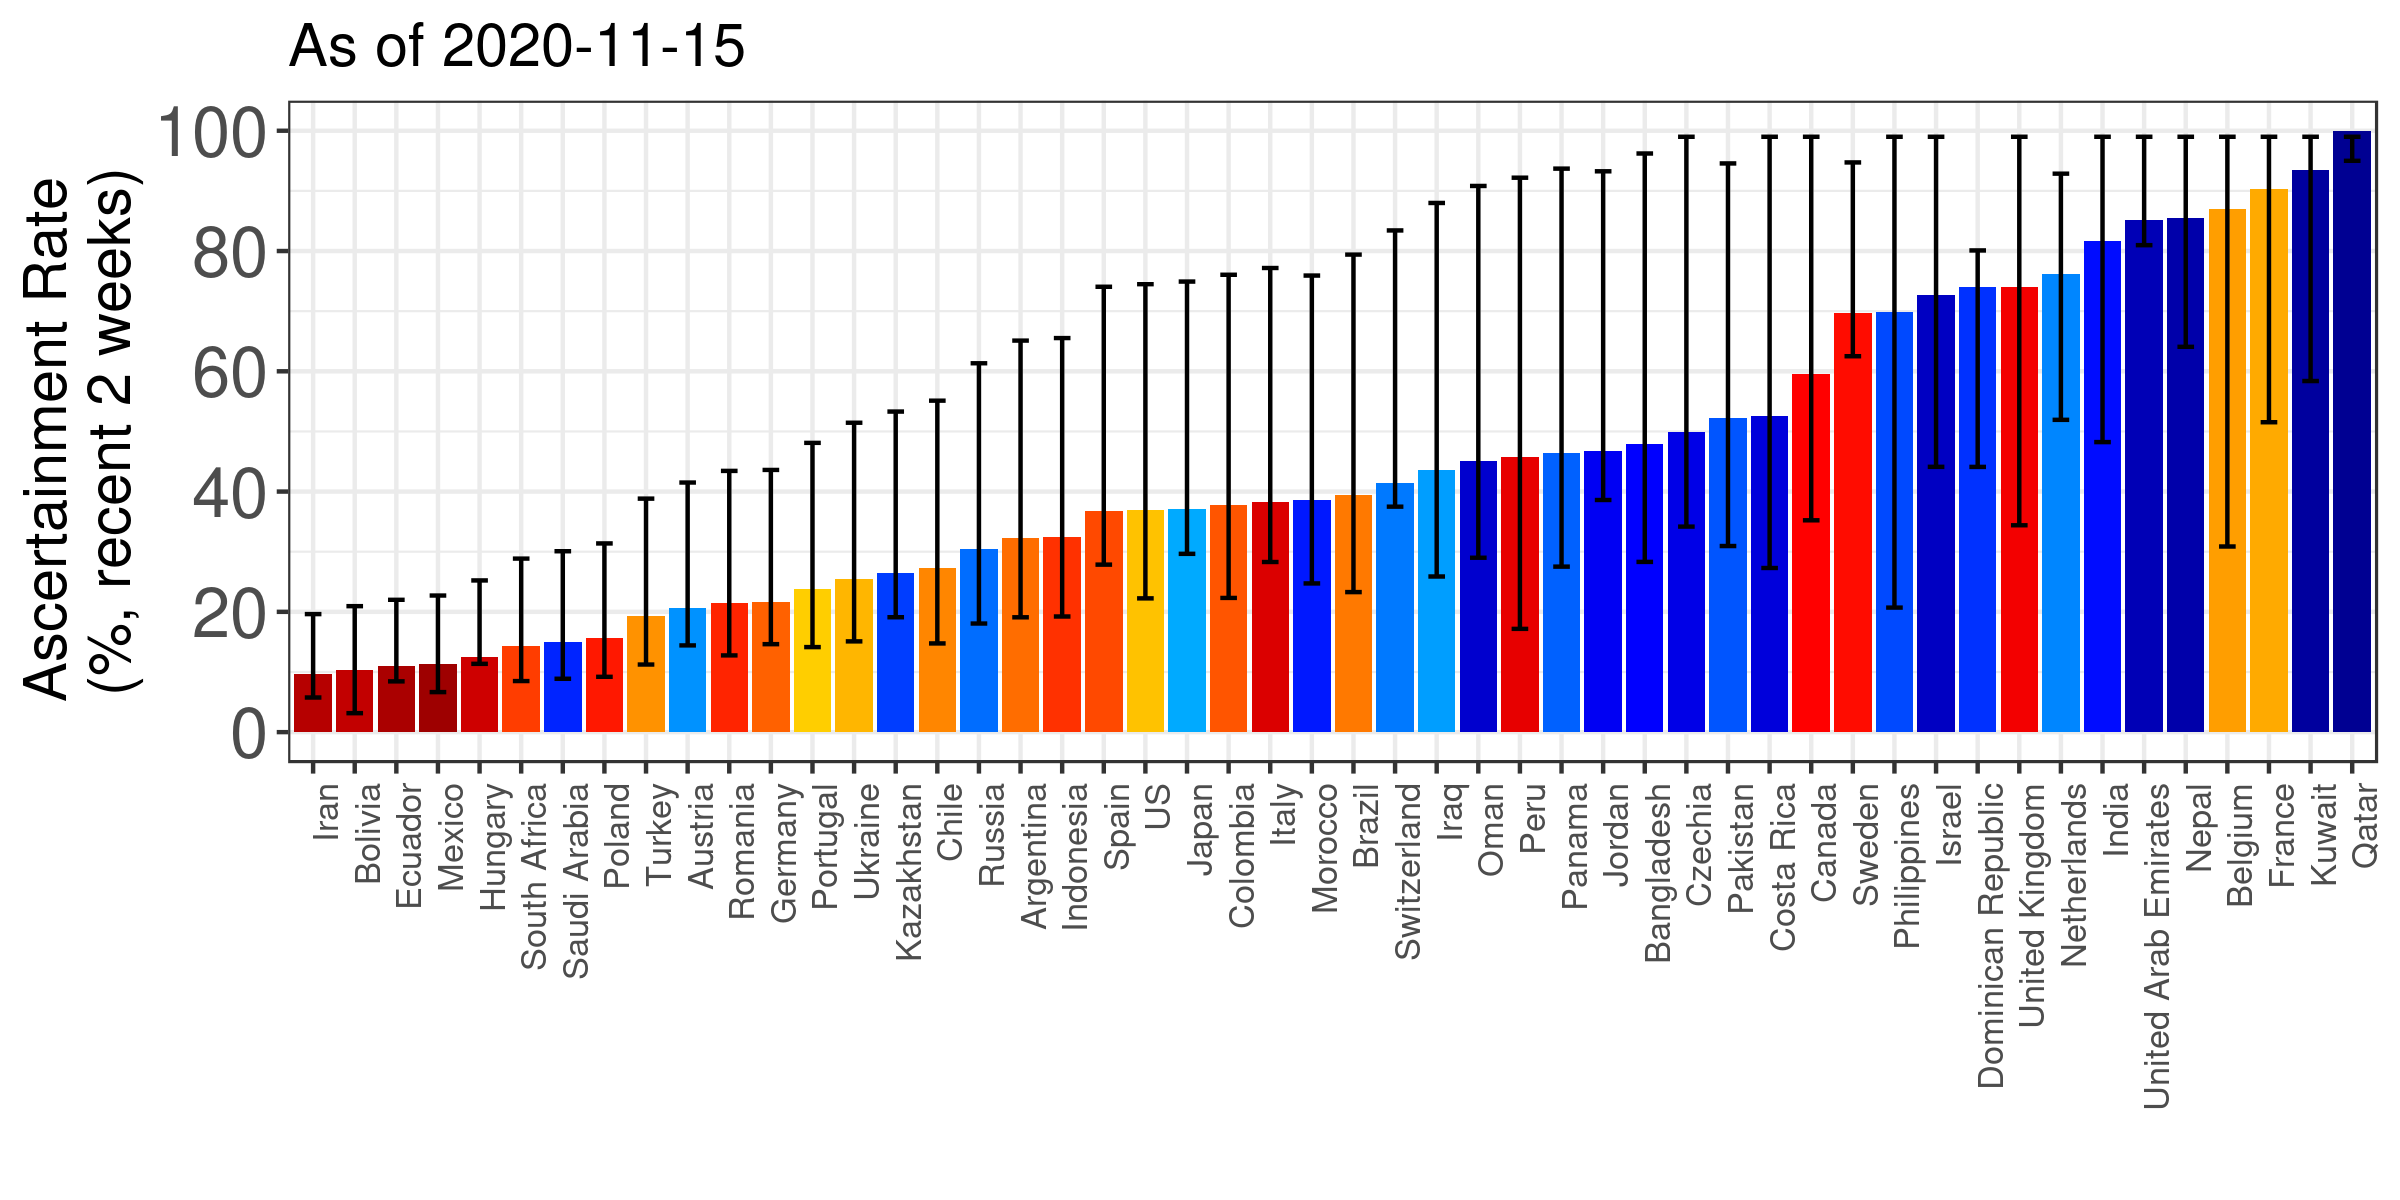 As of 2020-11-15
Ascertainment Rate
(%, recent 2 weeks)
100
80
60
40
20
0
Iran
Bolivia
Ecuador
Mexico
Hungary
South Africa
Saudi Arabia
Poland
Turkey
Austria
Romania
Germany
Portugal
Ukraine
Kazakhstan
Chile
Russia
Argentina
Indonesia
Spain
US
Japan
Colombia
Italy
Morocco
Brazil
Switzerland
Iraq
Oman
Peru
Panama
Jordan
Bangladesh
Czechia
Pakistan
Costa Rica
Canada
Sweden
Philippines
Israel
Dominican Republic
United Kingdom
Netherlands
India
United Arab Emirates
Nepal
Belgium
France
Kuwait
Qatar